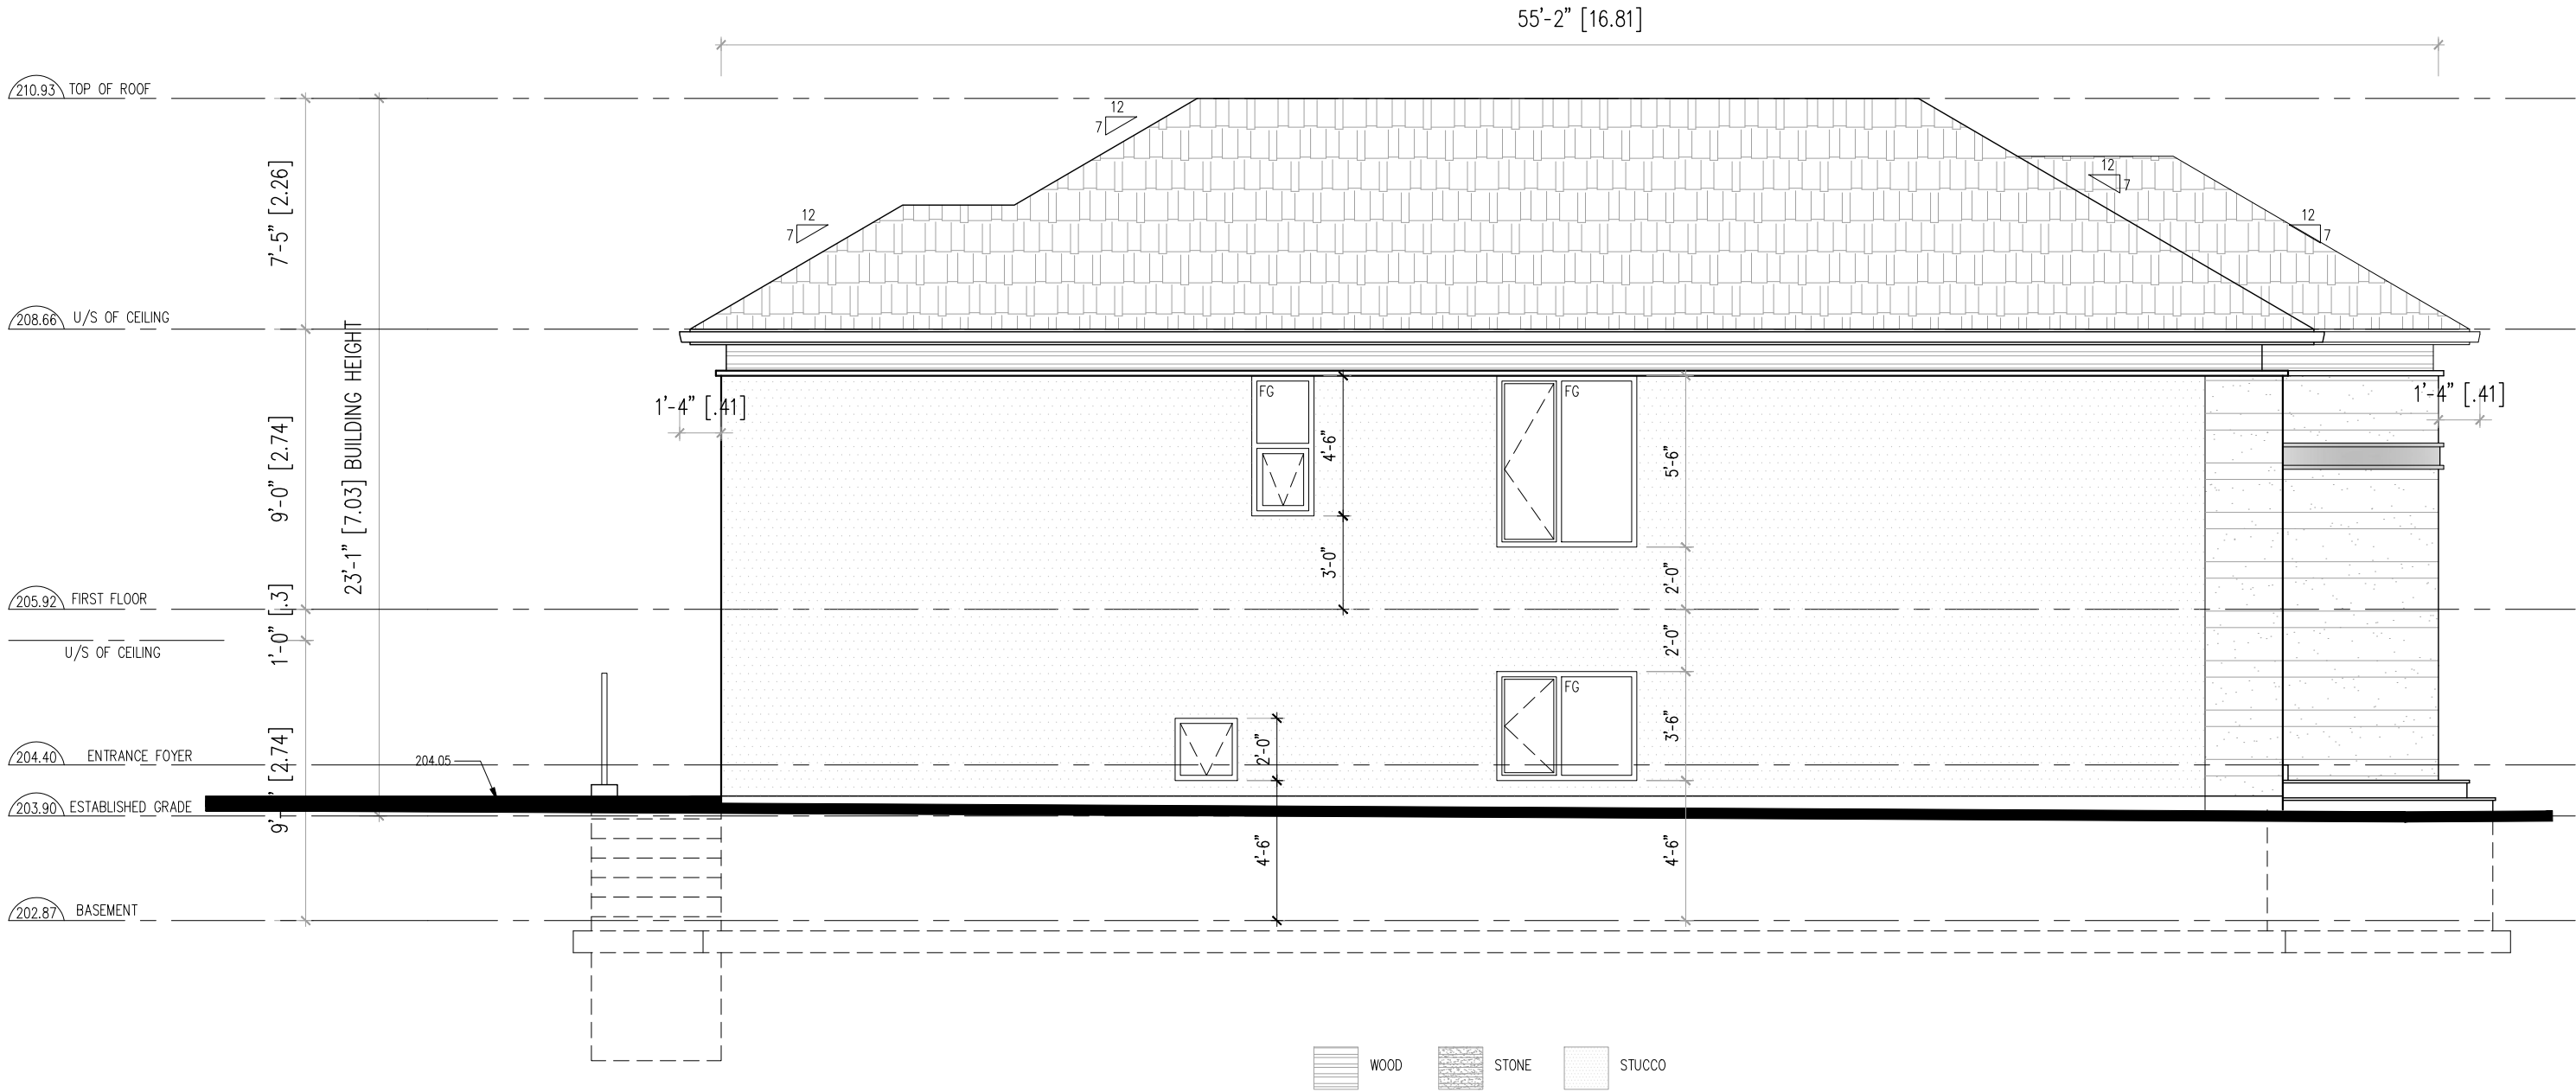 55'-2" [16.81]
210.93 TOP OF ROOF
12
7
12
7
12
7
12
7
7'-5" [2.26]
208.66 U/S OF CEILING
23'-1" [7.03] BUILDING HEIGHT
1'-4" [.41]
FG
FG
1'-4" [.41]
9'-0" [2.74]
4'-6"
5'-6"
3'-0"
2'-0"
205.92 FIRST FLOOR
1'-0" [.3]
U/S OF CEILING
2'-0"
FG
3'-6"
2'-0"
204.40 ENTRANCE FOYER
204.05
[2.74]
203.90 ESTABLISHED GRADE
4'-6"
4'-6"
202.87 BASEMENT
WOOD
STONE
STUCCO